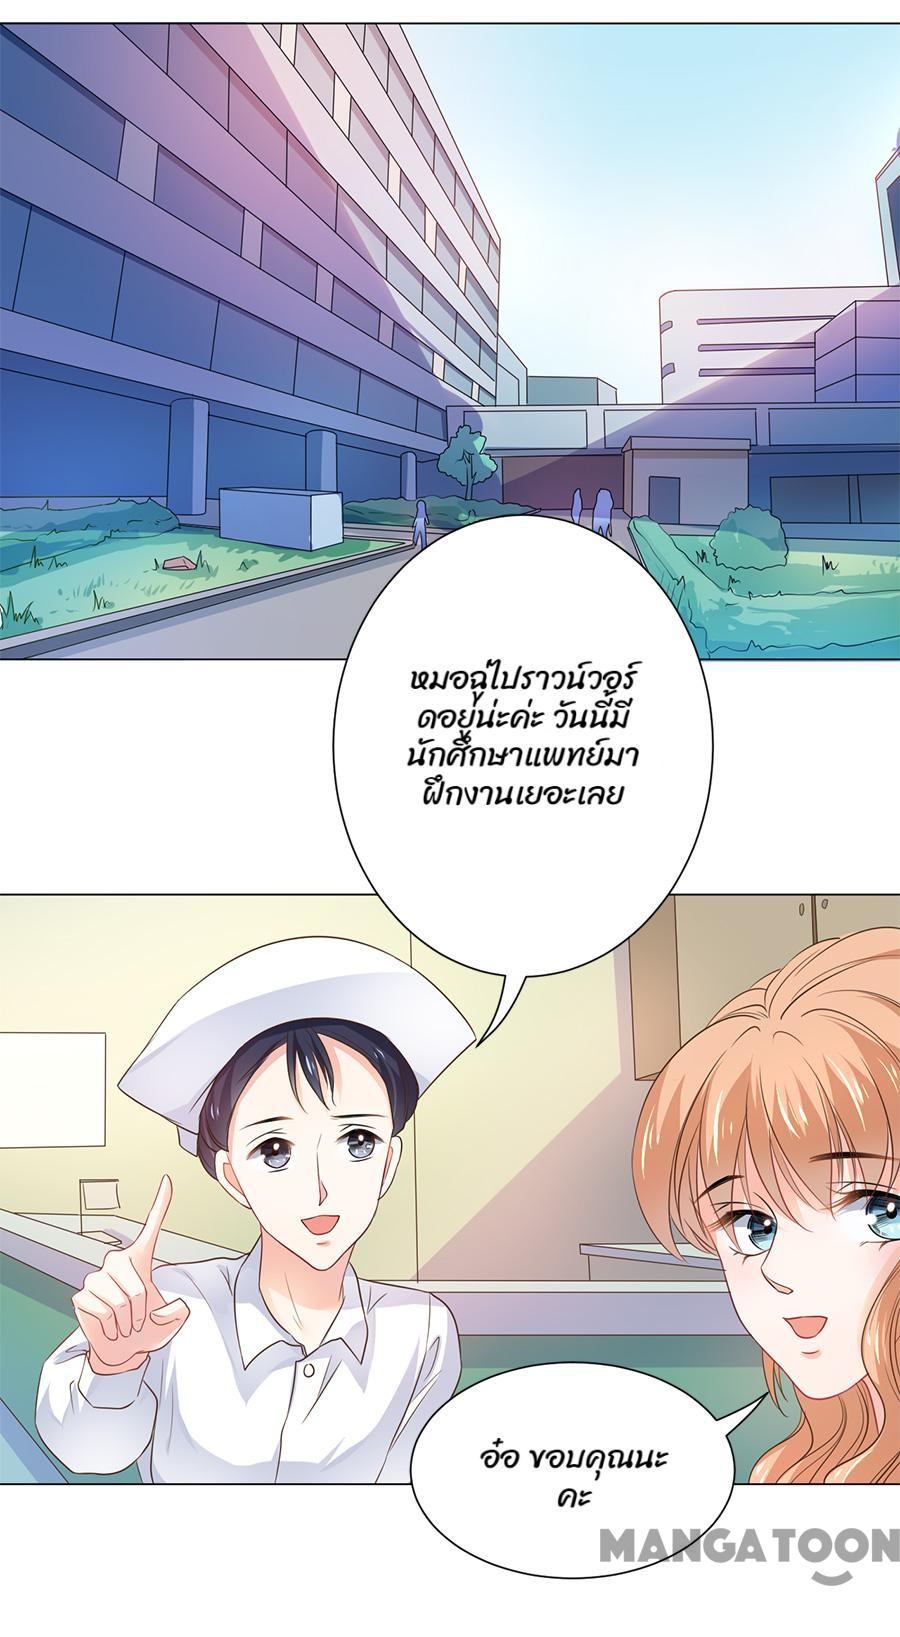 หมอฉู่ไปราวน์วอร์
ดอยู่น่ะค่ะ วันนี้มี
นักศึกษาแพทย์มา
ฝึกงานเยอะเลย
อ๋อ ขอบคุณนะ
คะ
MANGATOON